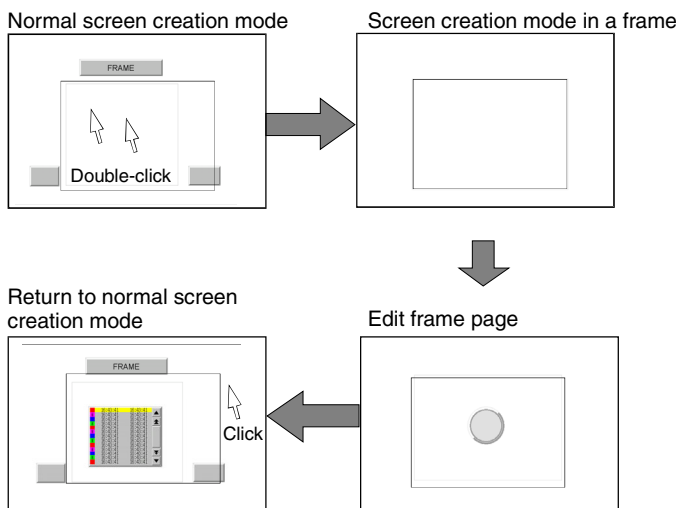 Normal screen creation mode
Screen creation mode in a frame
FRAME
Double-click
Return to normal screen
creation mode
Edit frame page
FRAME
Click